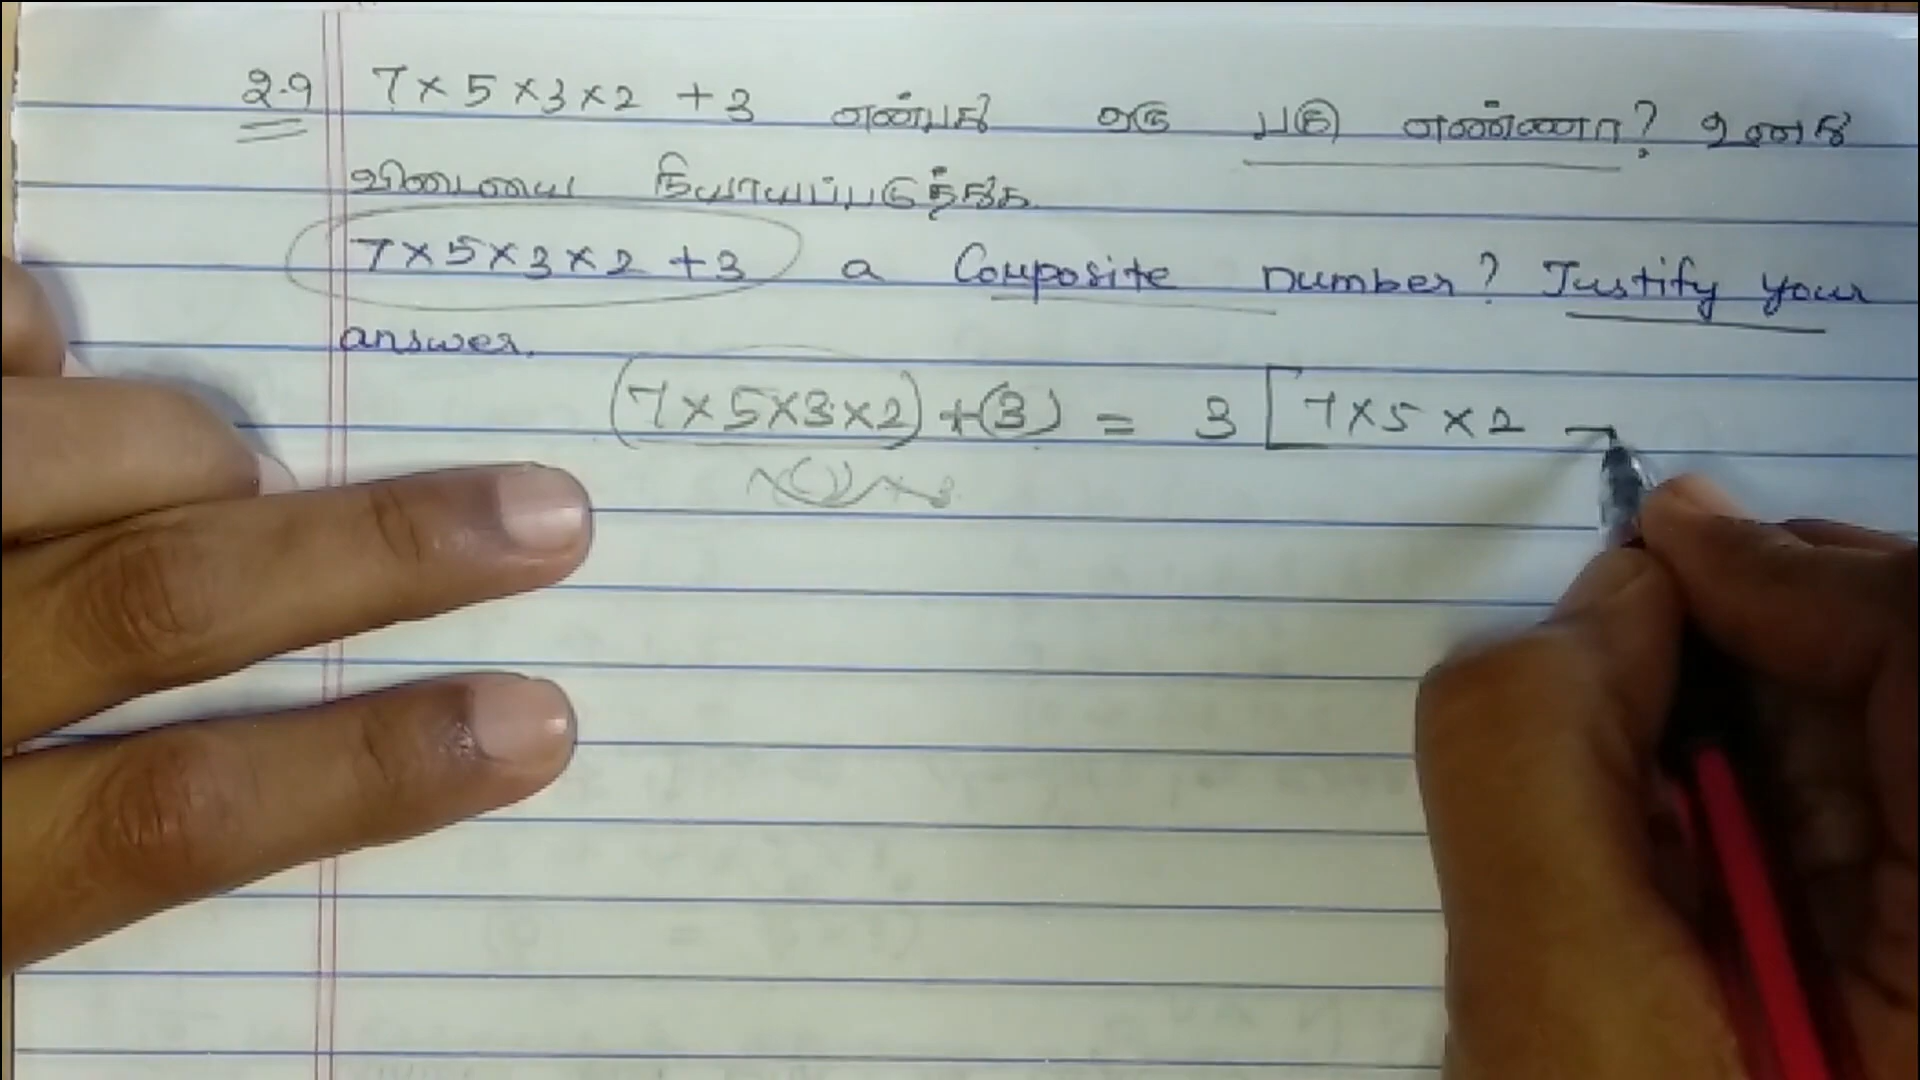 2.9 7×5×3×2 +3 என்பது ஒரு பகு எண்ணா? உனது
விடையை நியாயப்படுத்துக.
7×5×3×2 +3 a Composite number? Justify your
answer.
(7×5×3×2) +(3) = 3 [ 7×5×2